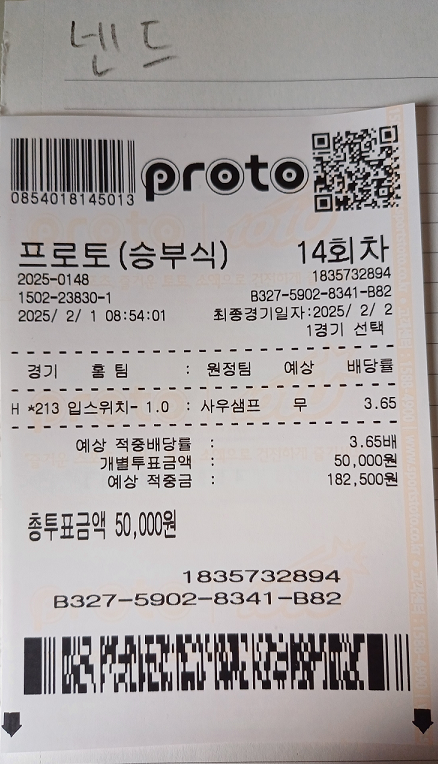 넨드
0854018145013
proto
프로토(승부식) 14회차
2025-0148 1835732894
1502-23830-1 B327-5902-8341-B82
2025/ 2/ 1 08:54:01 최종경기일자:2025/ 2/ 2
1경기 선택
경기 홈팀 : 원정팀 예상 배당률
H *213 입스위치- 1.0 : 사우샘프 무 3.65
예상 적중배당률 : 3.65배
개별투표금액 : 50,000원
예상 적중금 : 182,500원
총투표금액 50,000원
1835732894
B327-5902-8341-B82